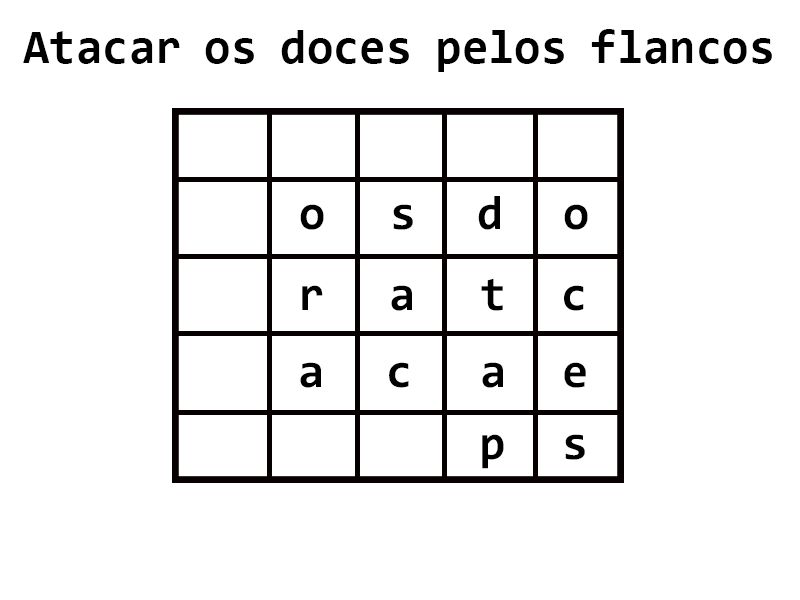 Atacar os doces pelos flancos
o s d o
r a t c
a c a e
p s